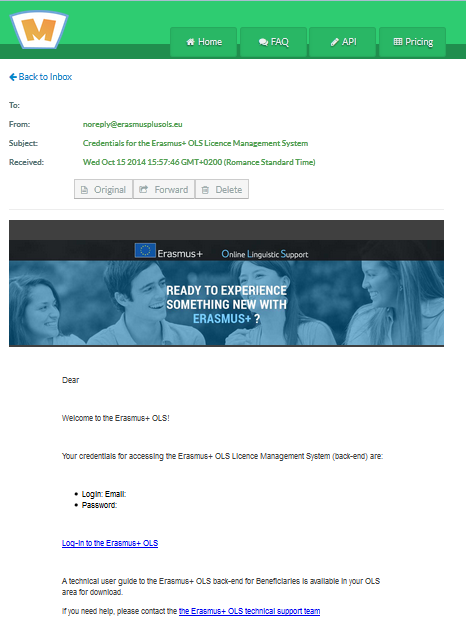 M
Home
FAQ
API
Pricing
Back to Inbox
To:
From: noreply@erasmusplusols.eu
Subject: Credentials for the Erasmus+ OLS Licence Management System
Received: Wed Oct 15 2014 15:57:46 GMT+0200 (Romance Standard Time)
Original
Forward
Delete
Erasmus+ Online Linguistic Support
READY TO EXPERIENCE
SOMETHING NEW WITH
ERASMUS+ ?
Dear
Welcome to the Erasmus+ OLS!
Your credentials for accessing the Erasmus+ OLS Licence Management System (back-end) are:
• Login: Email:
• Password:
Log-in to the Erasmus+ OLS
A technical user guide to the Erasmus+ OLS back-end for Beneficiaries is available in your OLS
area for download.
If you need help, please contact the the Erasmus+ OLS technical support team